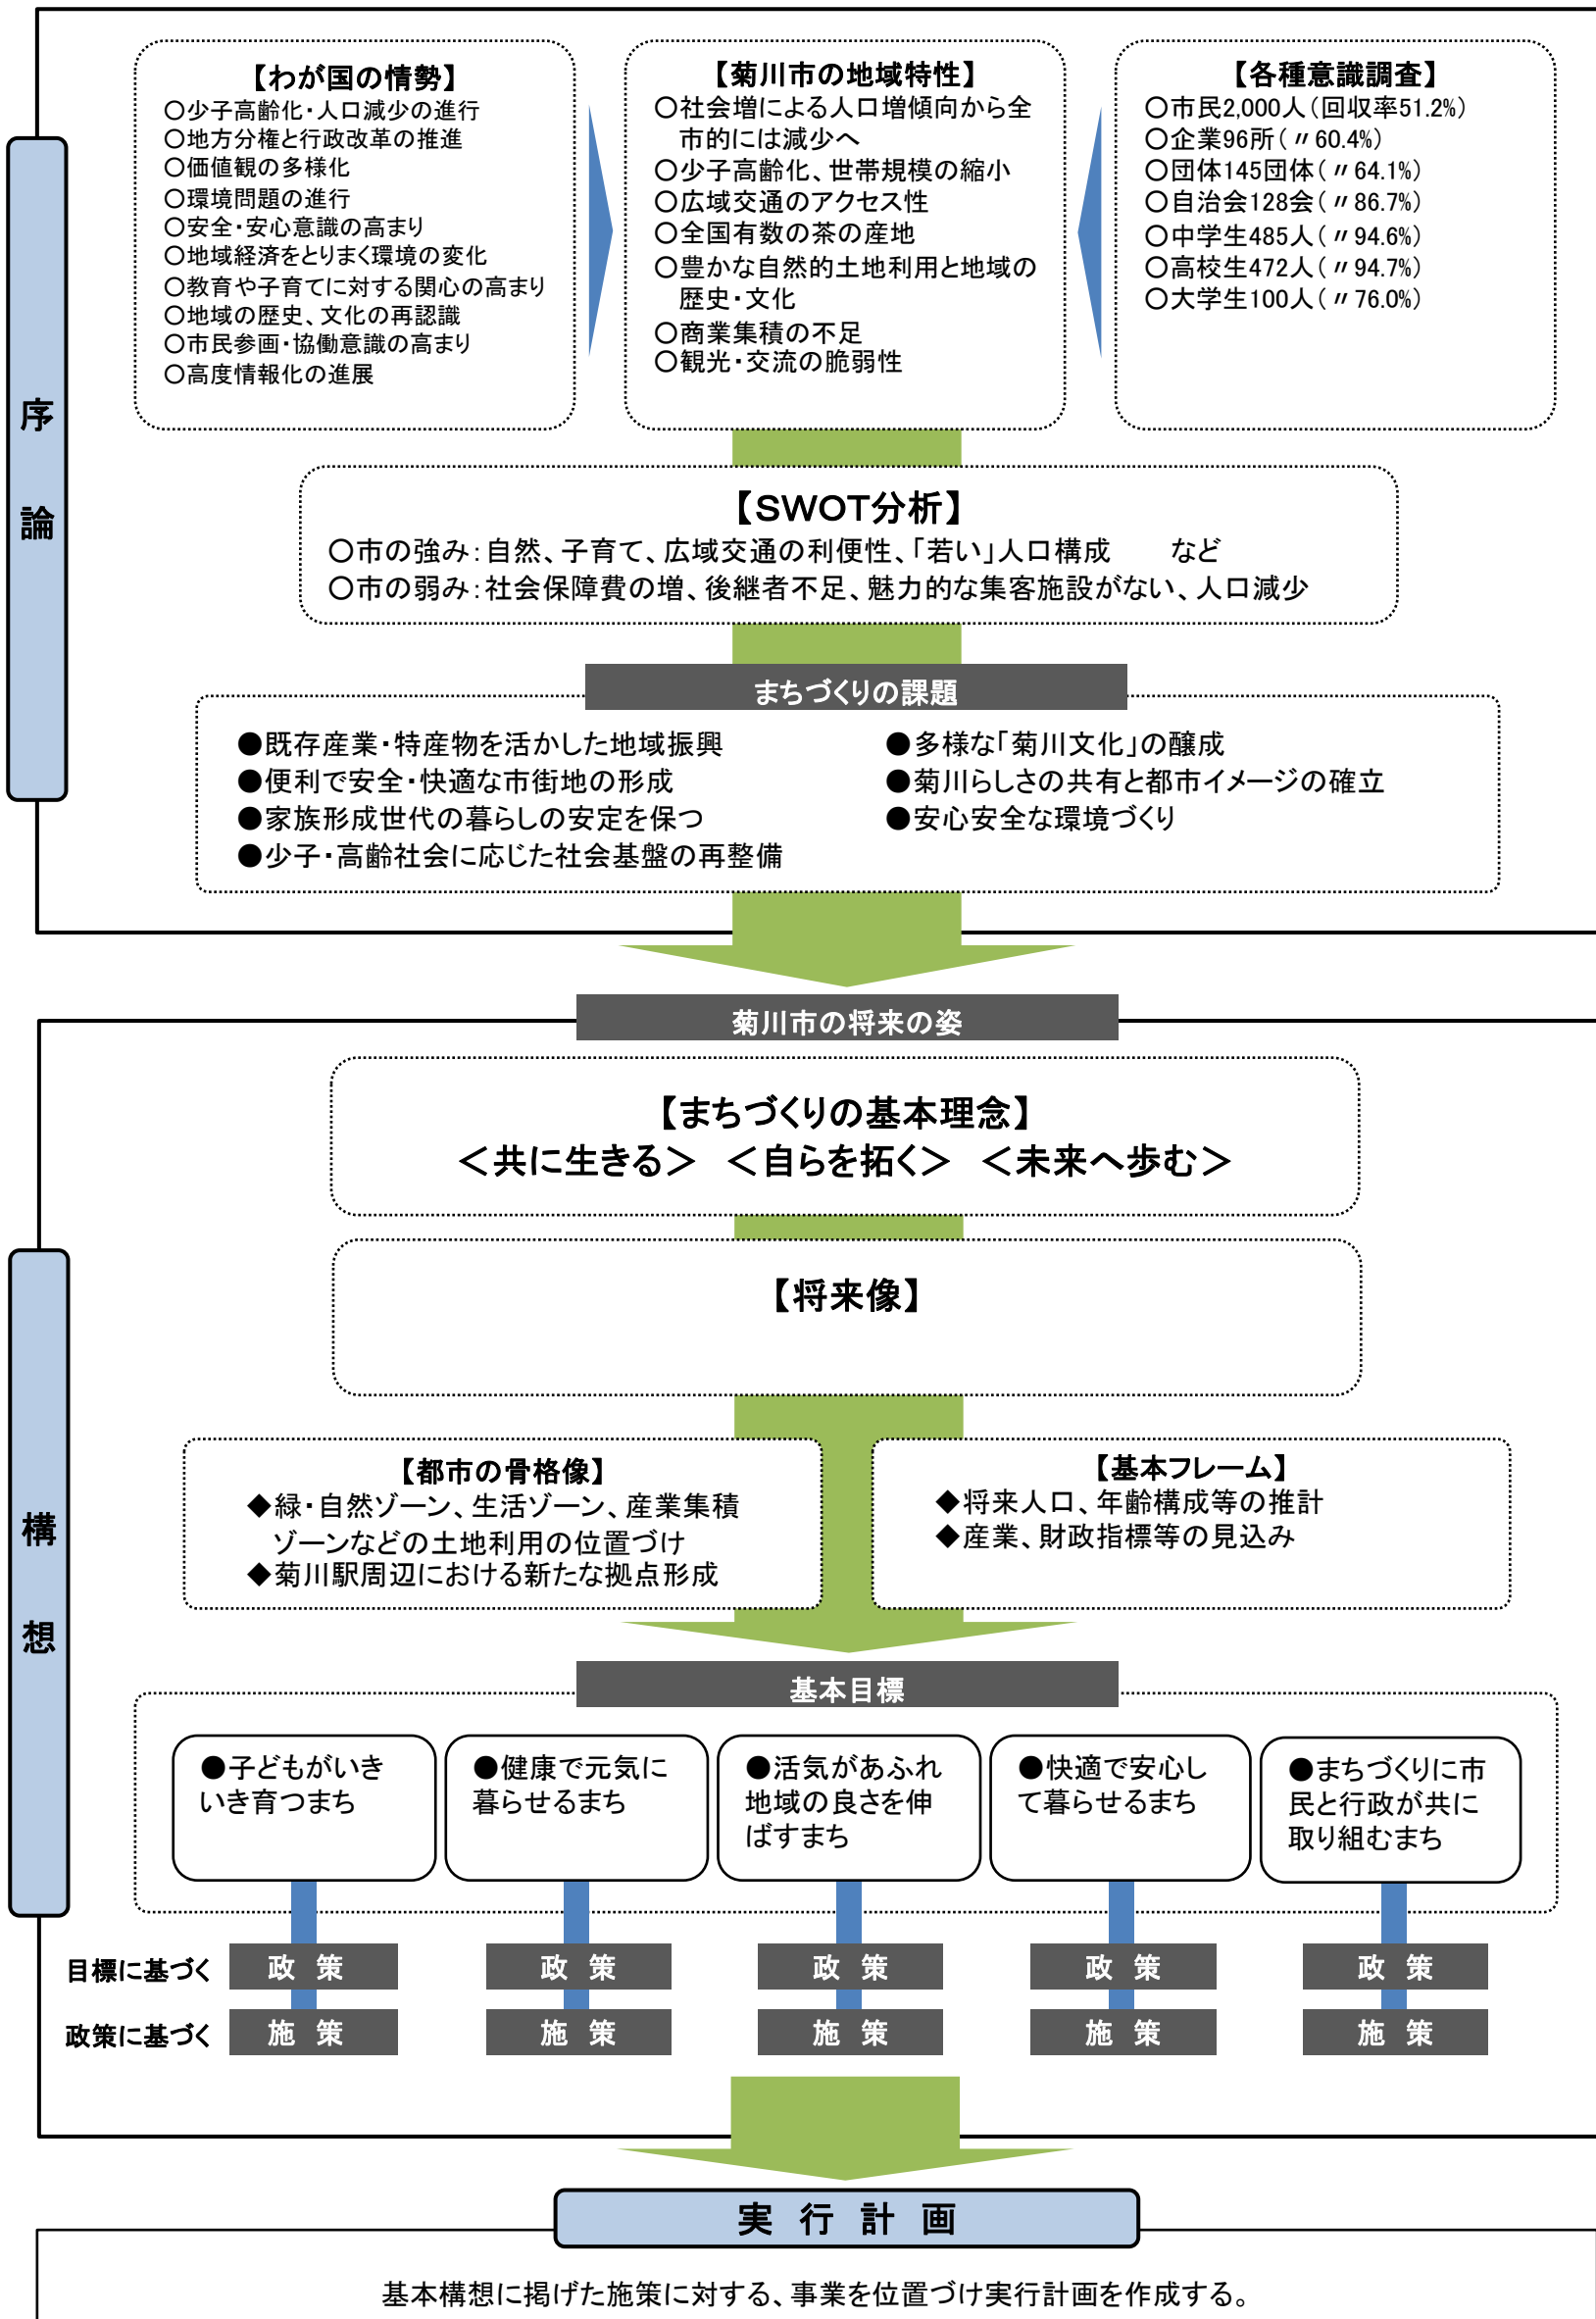 序論
【わが国の情勢】
○少子高齢化・人口減少の進行
○地方分権と行政改革の推進
○価値観の多様化
○環境問題の進行
○安全・安心意識の高まり
○地域経済をとりまく環境の変化
○教育や子育てに対する関心の高まり
○地域の歴史、文化の再認識
○市民参画・協働意識の高まり
○高度情報化の進展
【菊川市の地域特性】
○社会増による人口増傾向から全
市的には減少へ
○少子高齢化、世帯規模の縮小
○広域交通のアクセス性
○全国有数の茶の産地
○豊かな自然的土地利用と地域の
歴史・文化
○商業集積の不足
○観光・交流の脆弱性
【各種意識調査】
○市民2,000人（回収率51.2%）
○企業96所（〃60.4%）
○団体145団体（〃64.1%）
○自治会128会（〃86.7%）
○中学生485人（〃94.6%）
○高校生472人（〃94.7%）
○大学生100人（〃76.0%）
【SWOT分析】
○市の強み：自然、子育て、広域交通の利便性、「若い」人口構成　　など
○市の弱み：社会保障費の増、後継者不足、魅力的な集客施設がない、人口減少
まちづくりの課題
●既存産業・特産物を活かした地域振興
●便利で安全・快適な市街地の形成
●家族形成世代の暮らしの安定を保つ
●少子・高齢社会に応じた社会基盤の再整備
●多様な「菊川文化」の醸成
●菊川らしさの共有と都市イメージの確立
●安心安全な環境づくり
構想
菊川市の将来の姿
【まちづくりの基本理念】
＜共に生きる＞　＜自らを拓く＞　＜未来へ歩む＞
【将来像】
【都市の骨格像】
◆緑・自然ゾーン、生活ゾーン、産業集積
ゾーンなどの土地利用の位置づけ
◆菊川駅周辺における新たな拠点形成
【基本フレーム】
◆将来人口、年齢構成等の推計
◆産業、財政指標等の見込み
基本目標
●子どもがいき
いき育つまち
●健康で元気に
暮らせるまち
●活気があふれ
地域の良さを伸
ばすまち
●快適で安心し
て暮らせるまち
●まちづくりに市
民と行政が共に
取り組むまち
目標に基づく　政　策　政　策　政　策　政　策　政　策
政策に基づく　施　策　施　策　施　策　施　策　施　策
実　行　計　画
基本構想に掲げた施策に対する、事業を位置づけ実行計画を作成する。